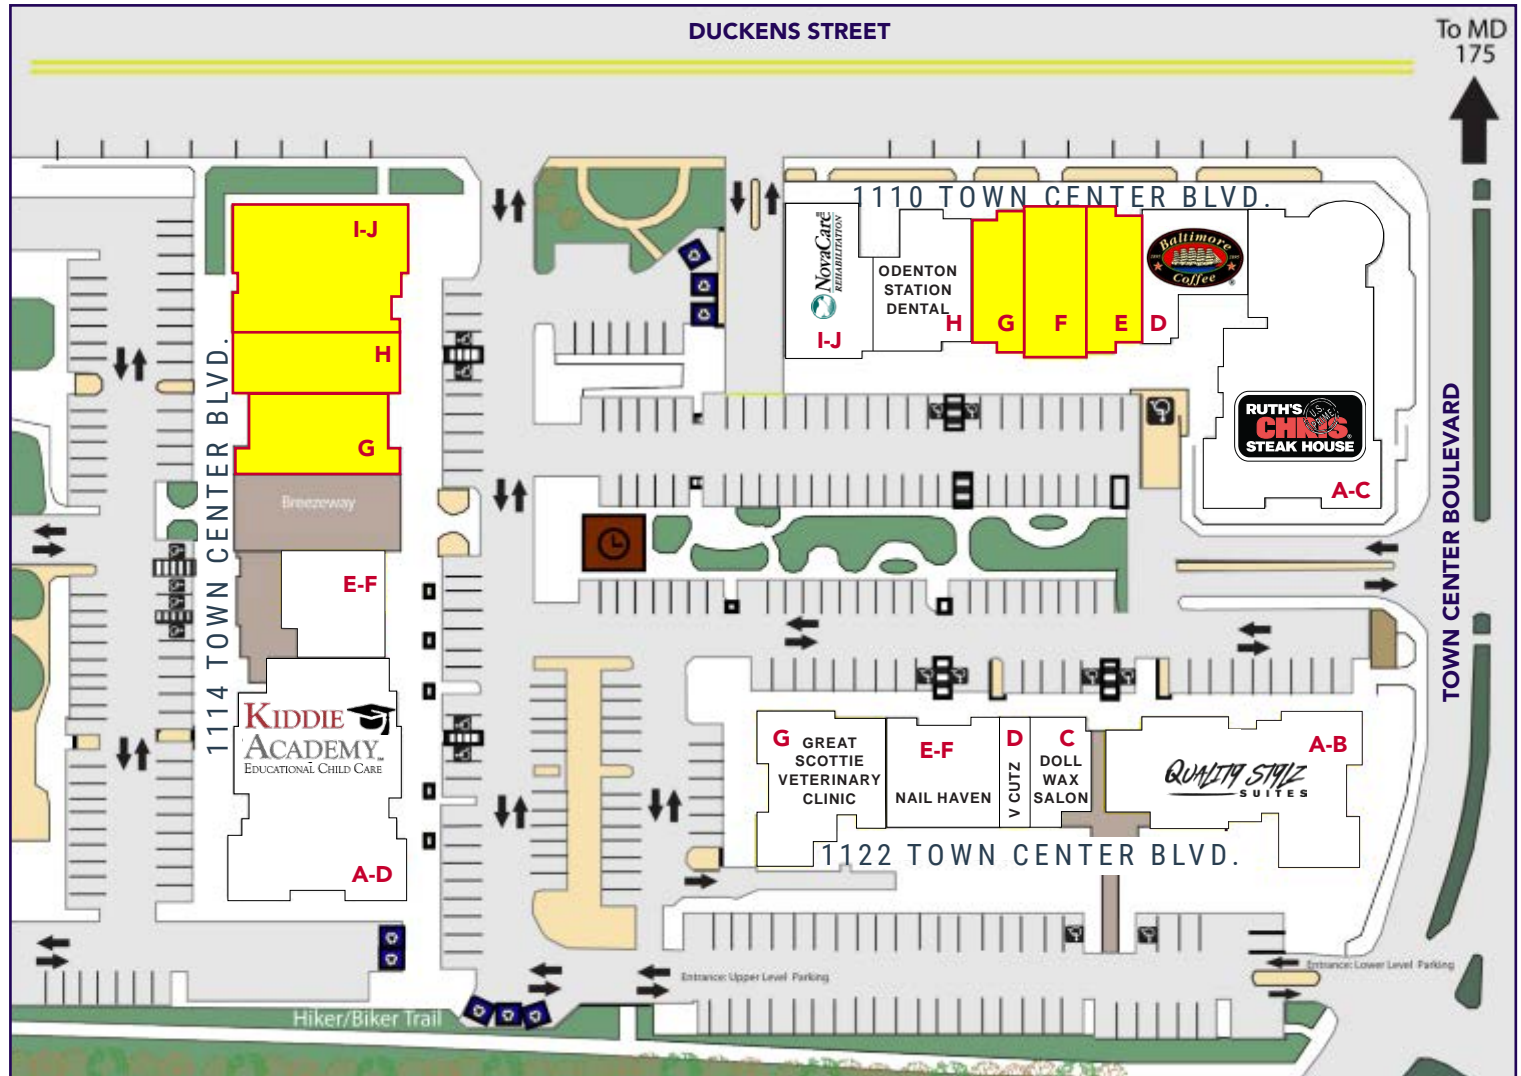 DUCKENS STREET
To MD
175
1110 TOWN CENTER BLVD.
I-J
H
G
Breezeway
E-F
1114 TOWN CENTER BLVD.
KIDDIE
ACADEMY
EDUCATIONAL CHILD CARE
A-D
NovaCare
REHABILITATION
I-J
ODENTON
STATION
DENTAL
H
G
F
E
D
Baltimore
Coffee
RUTH'S
U.S.
PRIME
CHRIS
STEAK HOUSE
A-C
TOWN CENTER BOULEVARD
G
GREAT
SCOTTIE
VETERINARY
CLINIC
E-F
NAIL HAVEN
D
V CUTZ
C
DOLL
WAX
SALON
A-B
QUALITY STYLZ
SUITES
1122 TOWN CENTER BLVD.
Entrance: Upper Level Parking
Entrance: Lower Level Parking
Hiker/Biker Trail